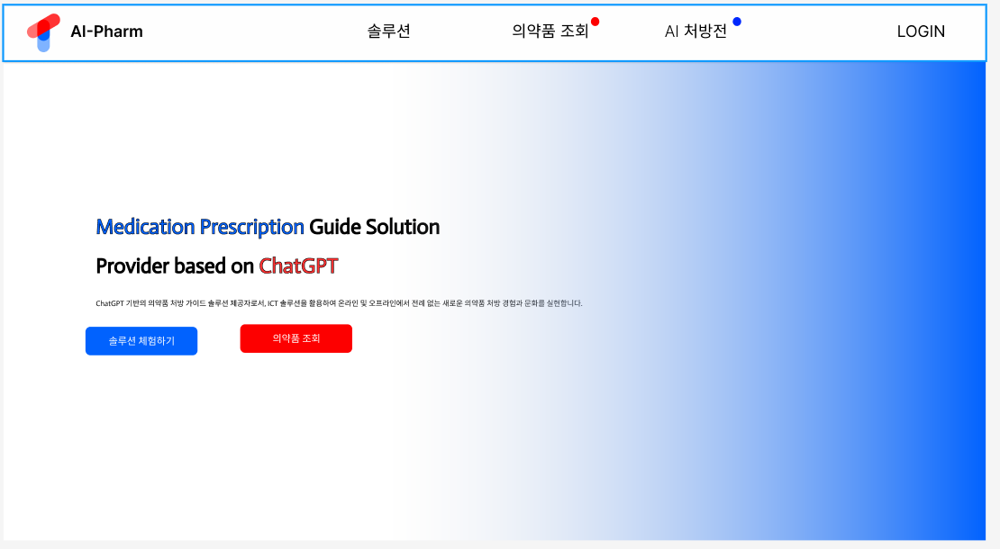 AI-Pharm
솔루션
의약품 조회
AI 처방전
LOGIN
Medication Prescription Guide Solution
Provider based on ChatGPT
ChatGPT 기반의 의약품 처방 가이드 솔루션 제공자로서, ICT 솔루션을 활용하여 온라인 및 오프라인에서 전례 없는 새로운 의약품 처방 경험과 문화를 실현합니다.
솔루션 체험하기
의약품 조회